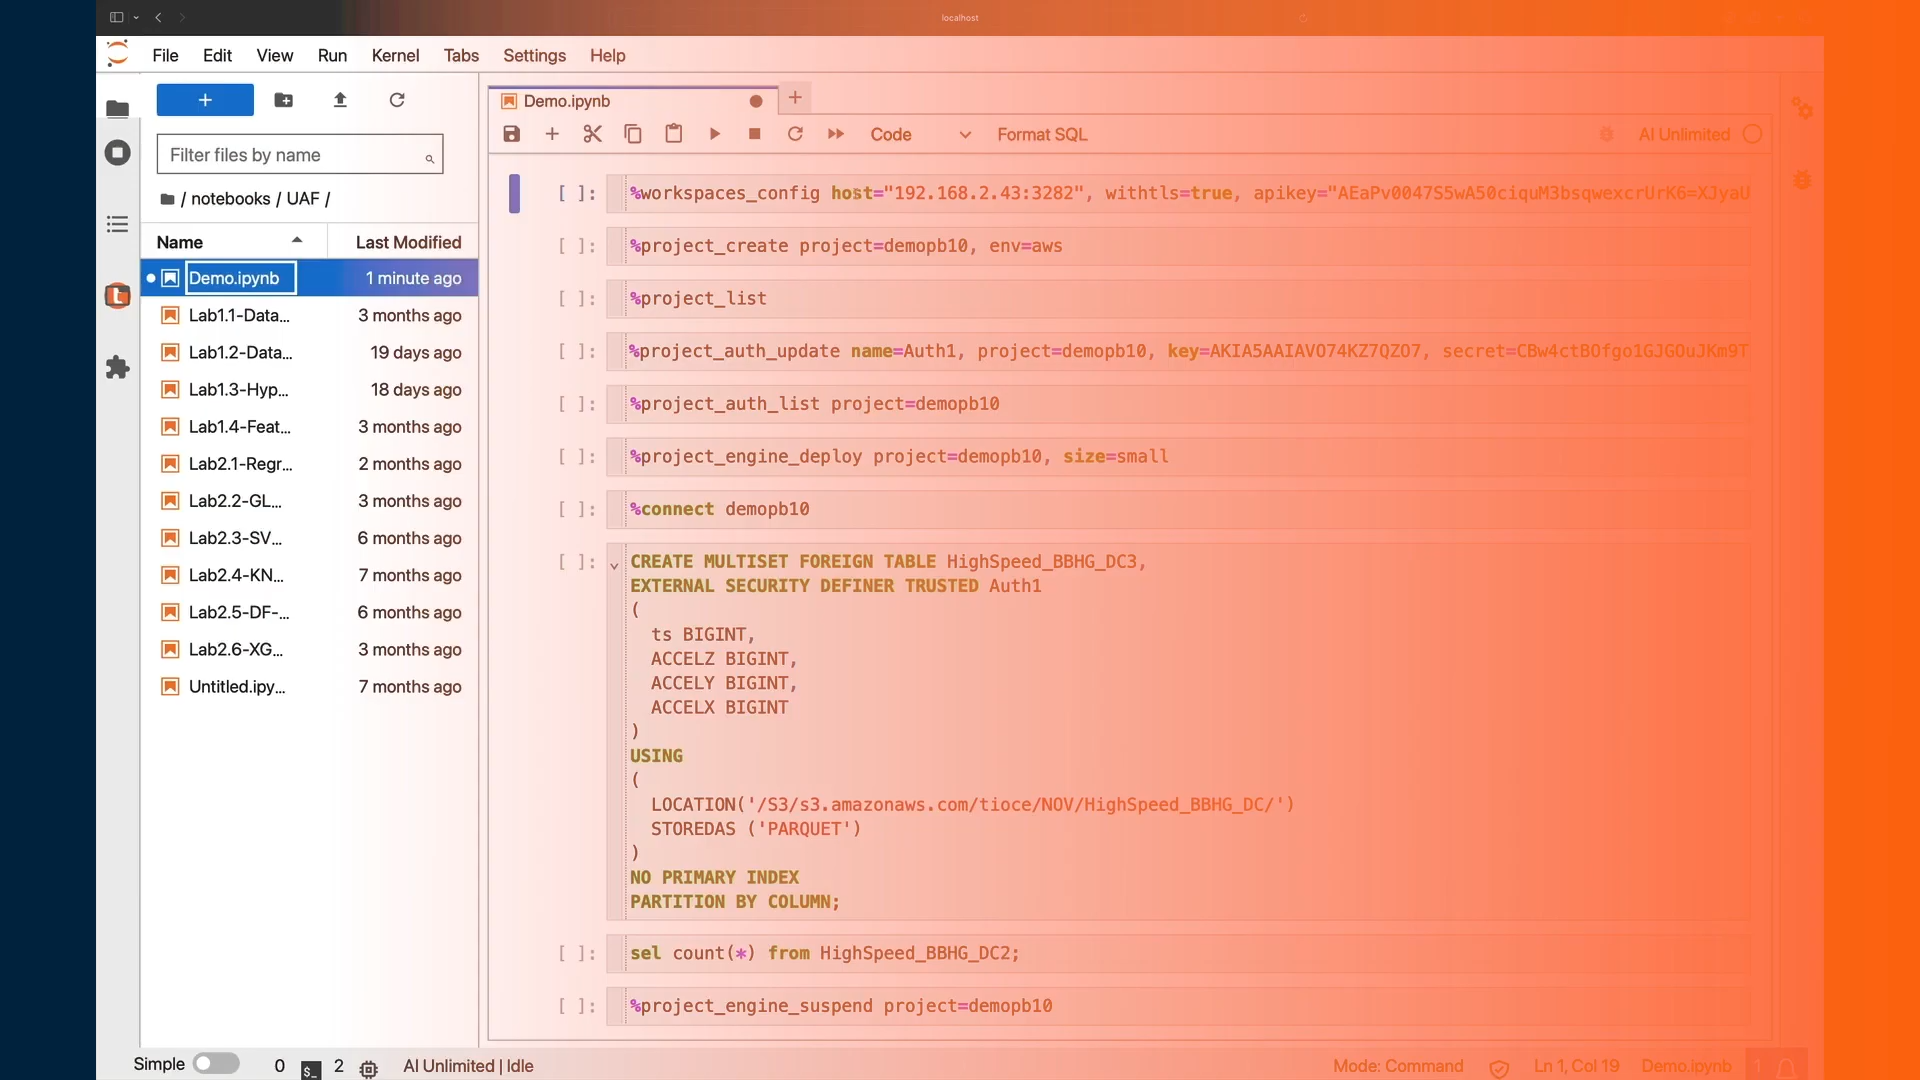 localhost
File Edit View Run Kernel Tabs Settings Help
+
Filter files by name
/ notebooks / UAF /
Name Last Modified
Demo.ipynb 1 minute ago
Lab1.1-Data... 3 months ago
Lab1.2-Data... 19 days ago
Lab1.3-Hyp... 18 days ago
Lab1.4-Feat... 3 months ago
Lab2.1-Regr... 2 months ago
Lab2.2-GL... 3 months ago
Lab2.3-SV... 6 months ago
Lab2.4-KN... 7 months ago
Lab2.5-DF-... 6 months ago
Lab2.6-XG... 3 months ago
Untitled.ipy... 7 months ago
Demo.ipynb
Code Format SQL AI Unlimited
[ ]: %workspaces_config host="192.168.2.43:3282", withtls=true, apikey="AEaPv0047S5wA50ciquM3bsqwexcrUrK6=XJyaU
[ ]: %project_create project=demopb10, env=aws
[ ]: %project_list
[ ]: %project_auth_update name=Auth1, project=demopb10, key=AKIA5AAIAVO74KZ7QZO7, secret=CBw4ctBOfgo1GJGOuJKm9T
[ ]: %project_auth_list project=demopb10
[ ]: %project_engine_deploy project=demopb10, size=small
[ ]: %connect demopb10
[ ]: CREATE MULTISET FOREIGN TABLE HighSpeed_BBHG_DC3,
EXTERNAL SECURITY DEFINER TRUSTED Auth1
(
ts BIGINT,
ACCELZ BIGINT,
ACCELY BIGINT,
ACCELX BIGINT
)
USING
(
LOCATION('/S3/s3.amazonaws.com/tioce/NOV/HighSpeed_BBHG_DC/')
STOREDAS ('PARQUET')
)
NO PRIMARY INDEX
PARTITION BY COLUMN;
[ ]: sel count(*) from HighSpeed_BBHG_DC2;
[ ]: %project_engine_suspend project=demopb10
Simple 0 $_ 2 AI Unlimited | Idle Mode: Command Ln 1, Col 19 Demo.ipynb 1